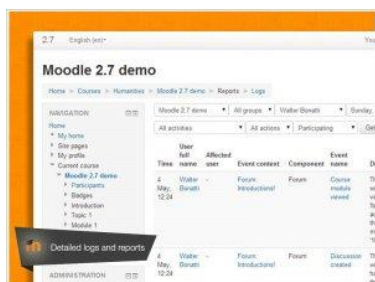 2.7 English (en)
You
Moodle 2.7 demo
Home > Courses > Humanities > Moodle 2.7 demo > Reports > Logs
NAVIGATION
Home
My home
Site pages
My profile
Current course
Moodle 2.7 demo
Participants
Badges
Introduction
Topic 1
Module 1
ADMINISTRATION
Moodle 2.7 demo All groups Walter Bonatti Sunday,
All activities All actions Participating Get
Time User full name Affected user Event context Component Event name D
4 May, 12:24 Walter Bonatti - Forum: Introductions! Forum Course module viewed
4 May, 12:24 Walter Bonatti - Forum: Introductions! Forum Discussion created
Detailed logs and reports